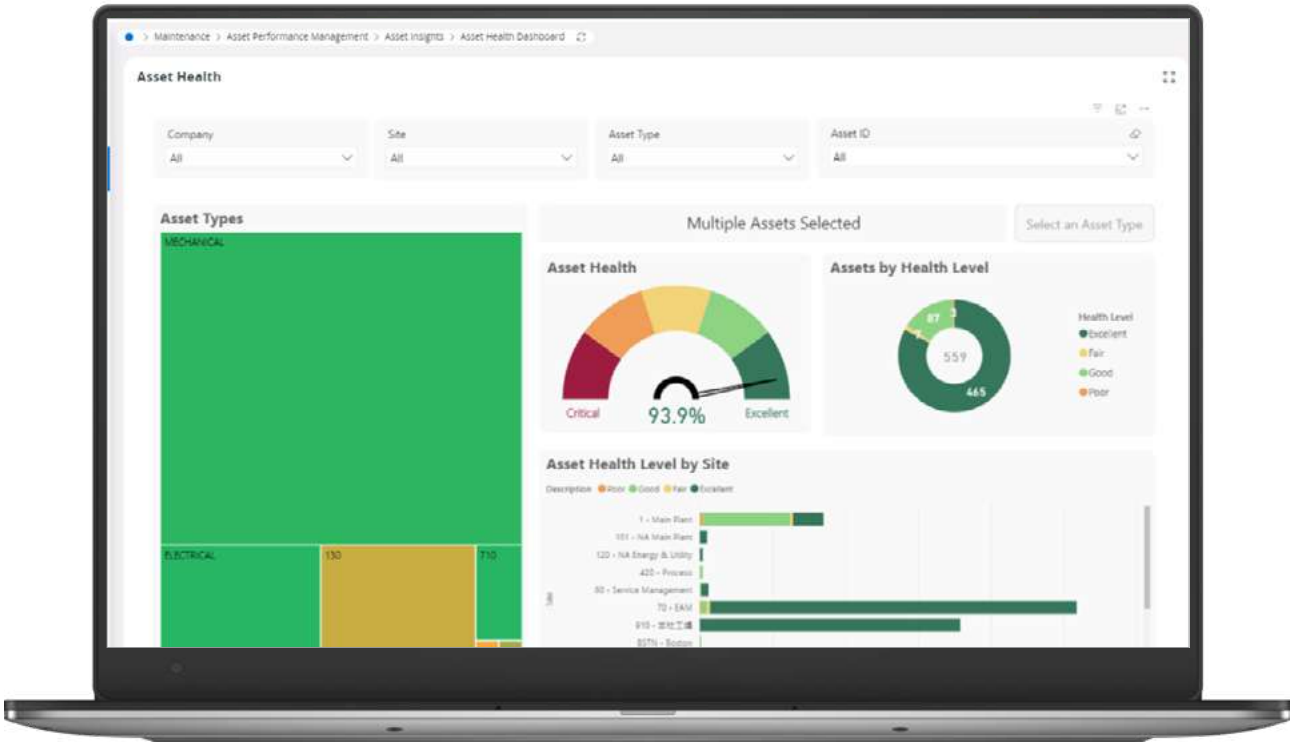 > Maintenance > Asset Performance Management > Asset Insights > Asset Health Dashboard
Asset Health
Company
Site
Asset Type
Asset ID
All
All
All
All
Asset Types
MECHANICAL
ELECTRICAL
130
710
Multiple Assets Selected
Select an Asset Type
Asset Health
Critical
93.9%
Excellent
Assets by Health Level
87
3
559
465
Health Level
Excellent
Fair
Good
Poor
Asset Health Level by Site
Description Poor Good Fair Excellent
Site
1 - Main Plant
101 - NA Main Plant
120 - NA Energy & Utility
420 - Process
60 - Service Management
70 - EAM
910 -
BSTN - Boston